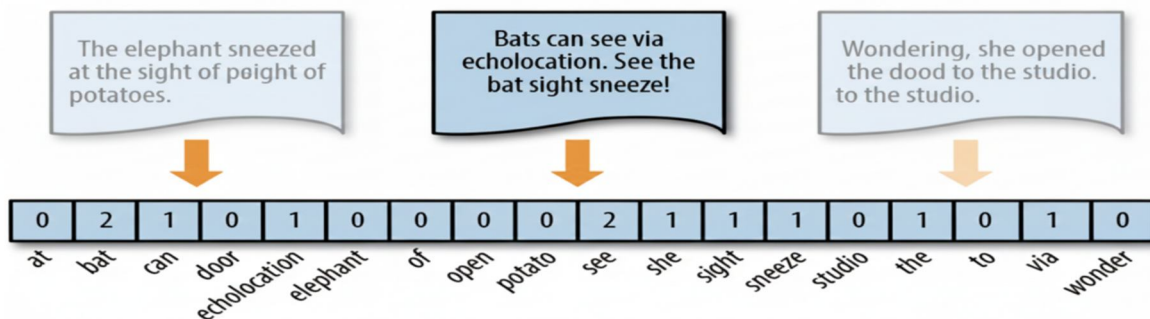 The elephant sneezed
at the sight of pɵight of
potatoes.
Bats can see via
echolocation. See the
bat sight sneeze!
Wondering, she opened
the dood to the studio.
to the studio.
0 2 1 0 1 0 0 0 0 2 1 1 1 0 1 0 1 0
at bat can door echolocation elephant of open potato see she sight sneeze studio the to via wonder